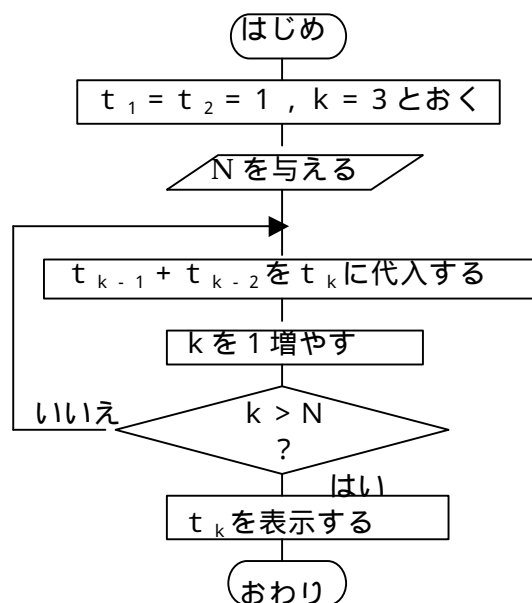 はじめ
t₁=t₂=1,k=3とおく
Nを与える
tₖ₋₁+tₖ₋₂をtₖに代入する
kを1増やす
いいえ
k>N
?
はい
tₖを表示する
おわり